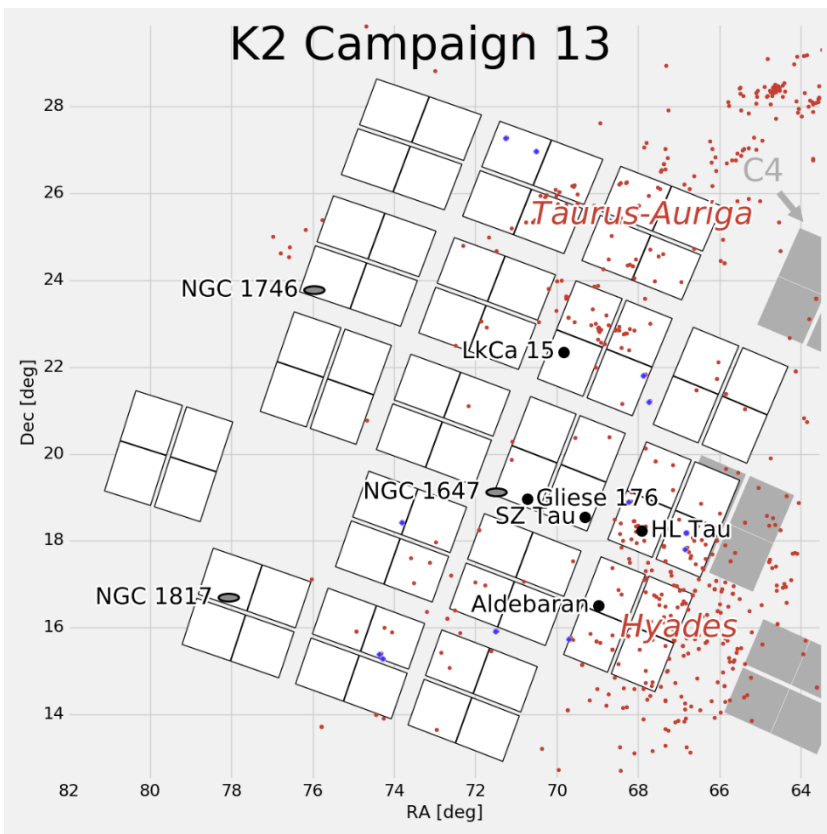 K2 Campaign 13
28
C4
26
Taurus-Auriga
24
NGC 1746
22
LkCa 15
Dec [deg]
20
NGC 1647
Gliese 176
SZ Tau
HL Tau
18
NGC 1817
Aldebaran
16
Hyades
14
82 80 78 76 74 72 70 68 66 64
RA [deg]